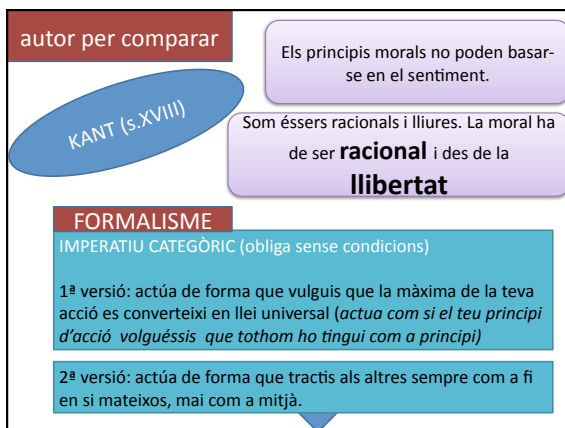 autor per comparar
Els principis morals no poden basar-
se en el sentiment.
KANT (s.XVIII)
Som éssers racionals i lliures. La moral ha
de ser racional i des de la
llibertat
FORMALISME
IMPERATIU CATEGÒRIC (obliga sense condicions)
1ª versió: actúa de forma que vulguis que la màxima de la teva
acció es converteixi en llei universal (actua com si el teu principi
d'acció volguéssis que tothom ho tingui com a principi)
2ª versió: actúa de forma que tractis als altres sempre com a fi
en si mateixos, mai com a mitjà.